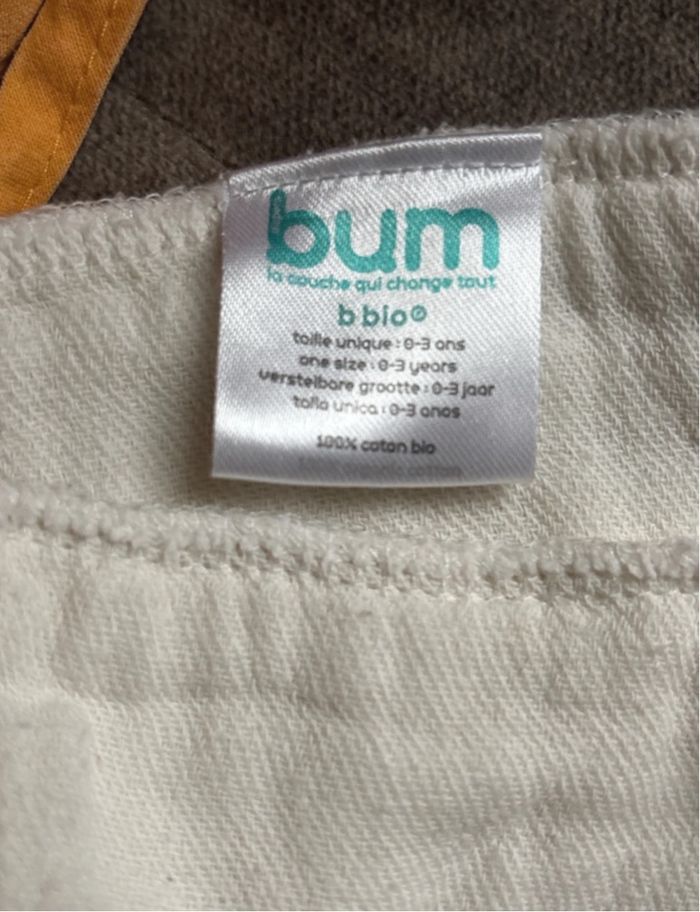 bum
la couche qui change tout
b bio
taille unique : 0-3 ans
one size : 0-3 years
verstelbare grootte : 0-3 jaar
talla unica : 0-3 anos
100% coton bio